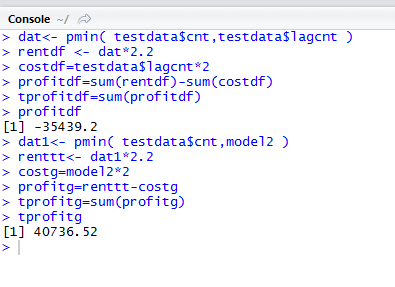 Console ~/
> dat<- pmin( testdata$cnt,testdata$lagcnt )
> rentdf <- dat*2.2
> costdf=testdata$lagcnt*2
> profitdf=sum(rentdf)-sum(costdf)
> tprofitdf=sum(profitdf)
> profitdf
[1] -35439.2
> dat1<- pmin( testdata$cnt,model2 )
> renttt<- dat1*2.2
> costg=model2*2
> profitg=renttt-costg
> tprofitg=sum(profitg)
> tprofitg
[1] 40736.52
>